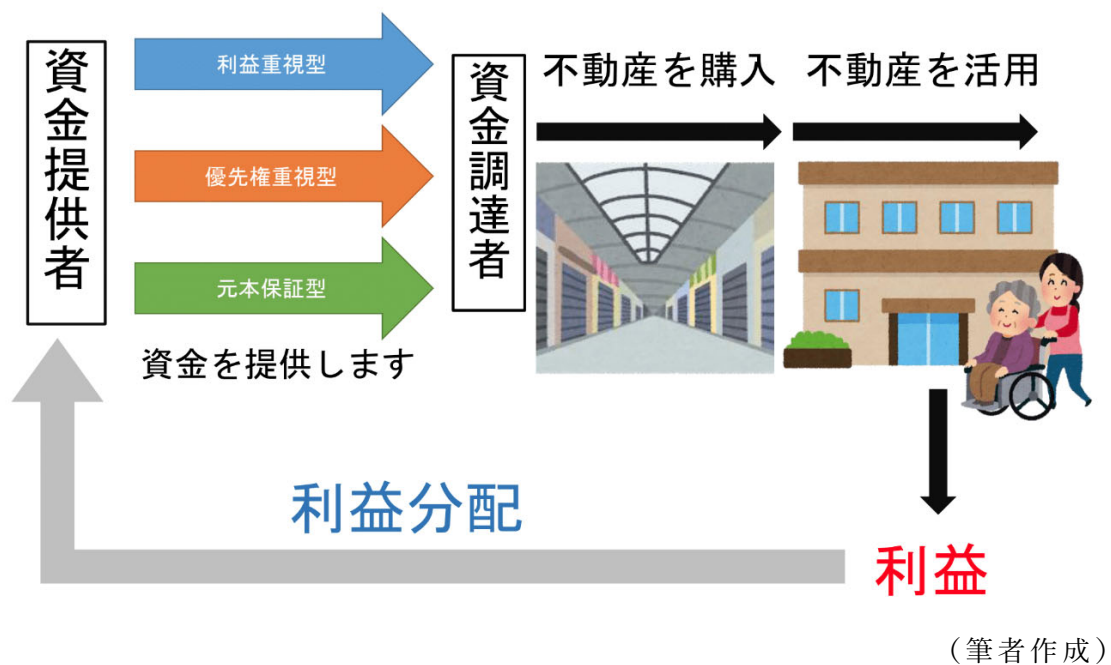 資金提供者
利益重視型
優先権重視型
元本保証型
資金を提供します
資金調達者
不動産を購入
不動産を活用
利益
利益分配
（筆者作成）